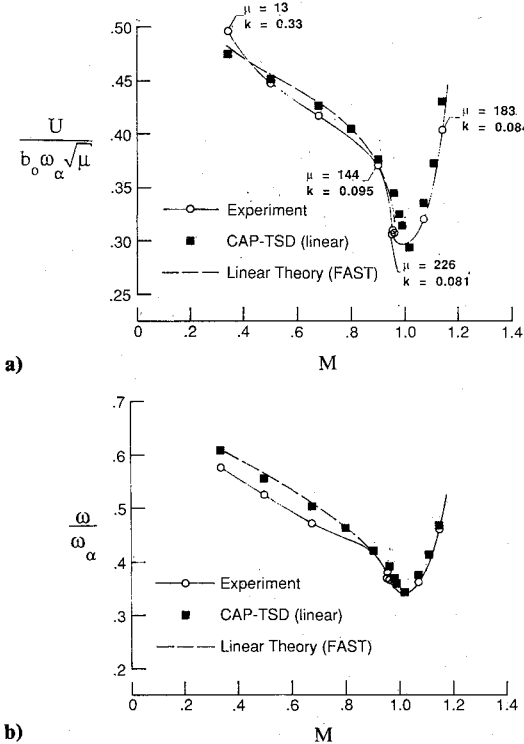 μ = 13
k = 0.33
.50
.45
.40
.35
.30
.25
U
b₀ωα√μ
μ = 183
k = 0.084
μ = 144
k = 0.095
μ = 226
k = 0.081
Experiment
CAP-TSD (linear)
Linear Theory (FAST)
0 .2 .4 .6 .8 1.0 1.2 1.4
a)
M
.7
.6
.5
.4
.3
.2
ω
ωα
Experiment
CAP-TSD (linear)
Linear Theory (FAST)
0 .2 .4 .6 .8 1.0 1.2 1.4
b)
M